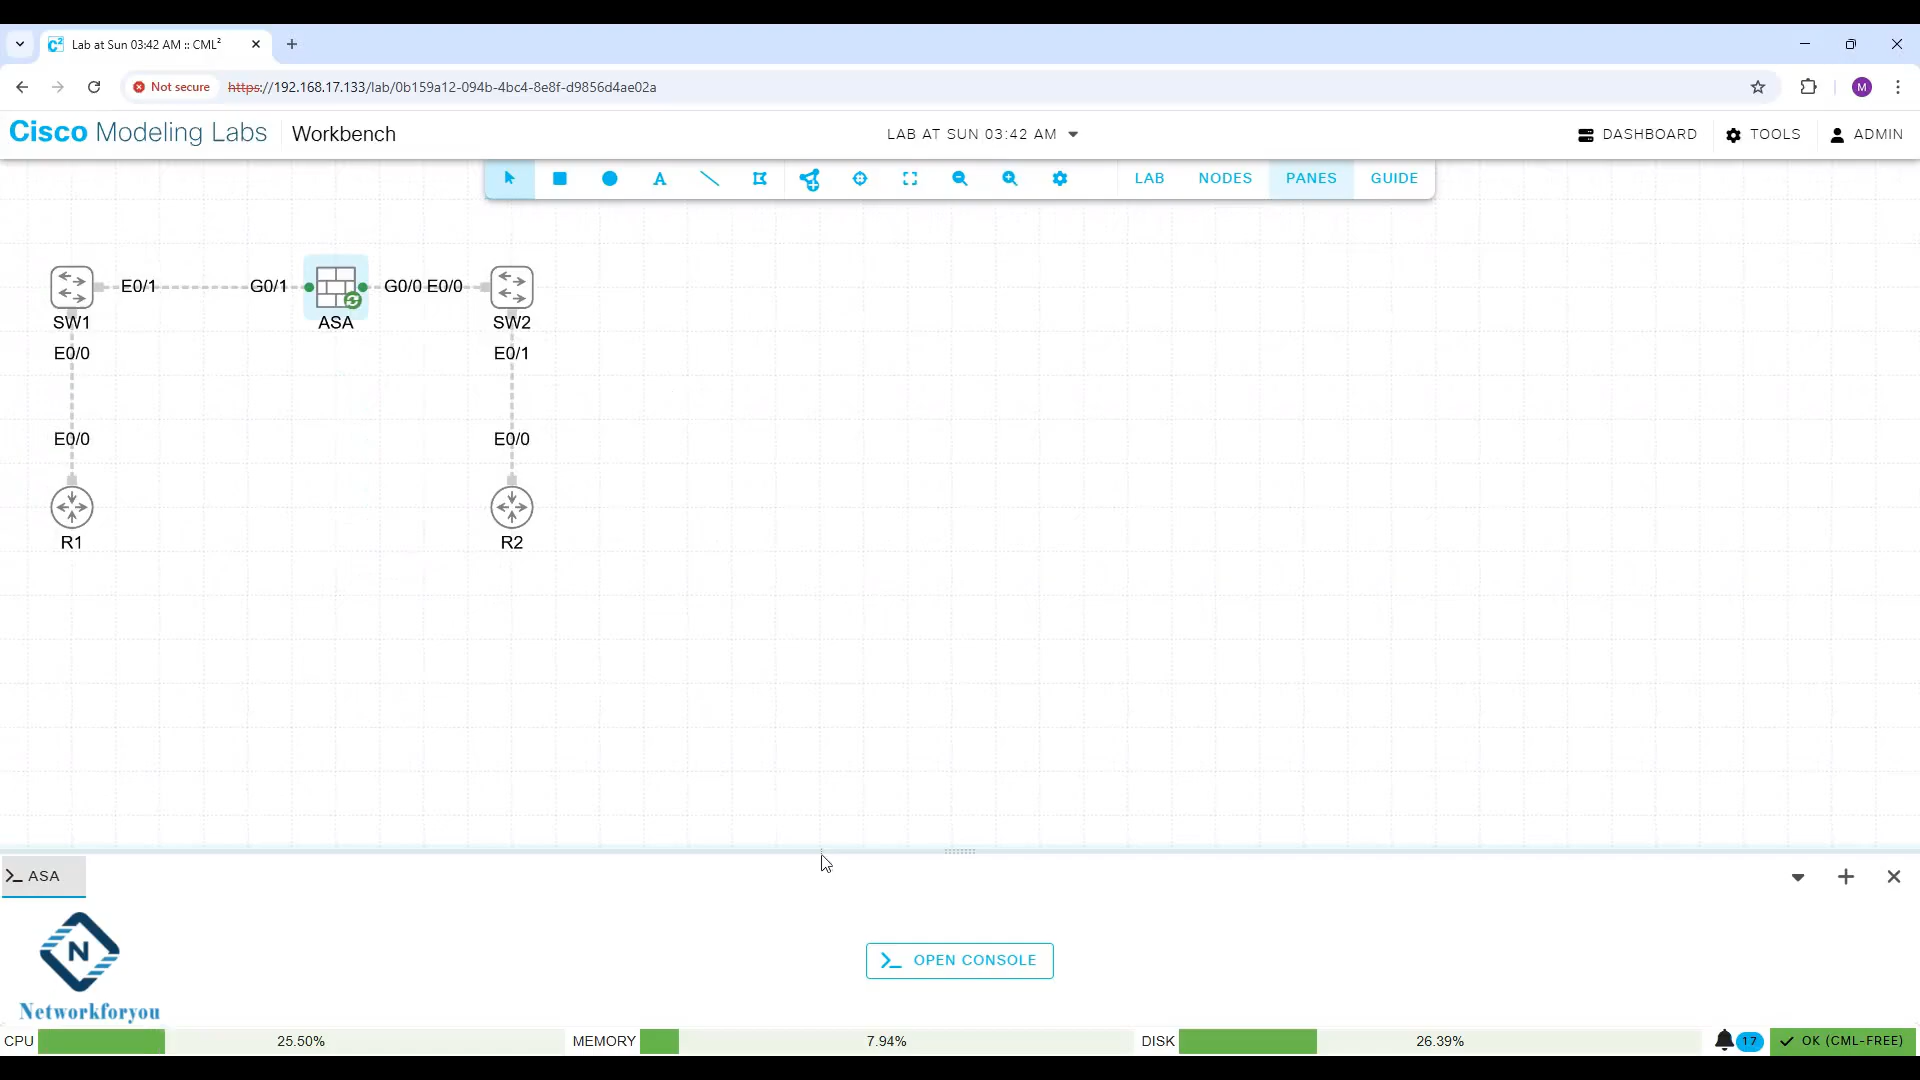 Lab at Sun 03:42 AM :: CML²
Not secure https://192.168.17.133/lab/0b159a12-094b-4bc4-8e8f-d9856d4ae02a
M
Cisco Modeling Labs Workbench LAB AT SUN 03:42 AM DASHBOARD TOOLS ADMIN
A LAB NODES PANES GUIDE
E0/1 G0/1 G0/0 E0/0
SW1 ASA SW2
E0/0 E0/1
E0/0 E0/0
R1 R2
ASA
N
OPEN CONSOLE
Networkforyou
CPU 25.50% MEMORY 7.94% DISK 26.39% 17 OK (CML-FREE)